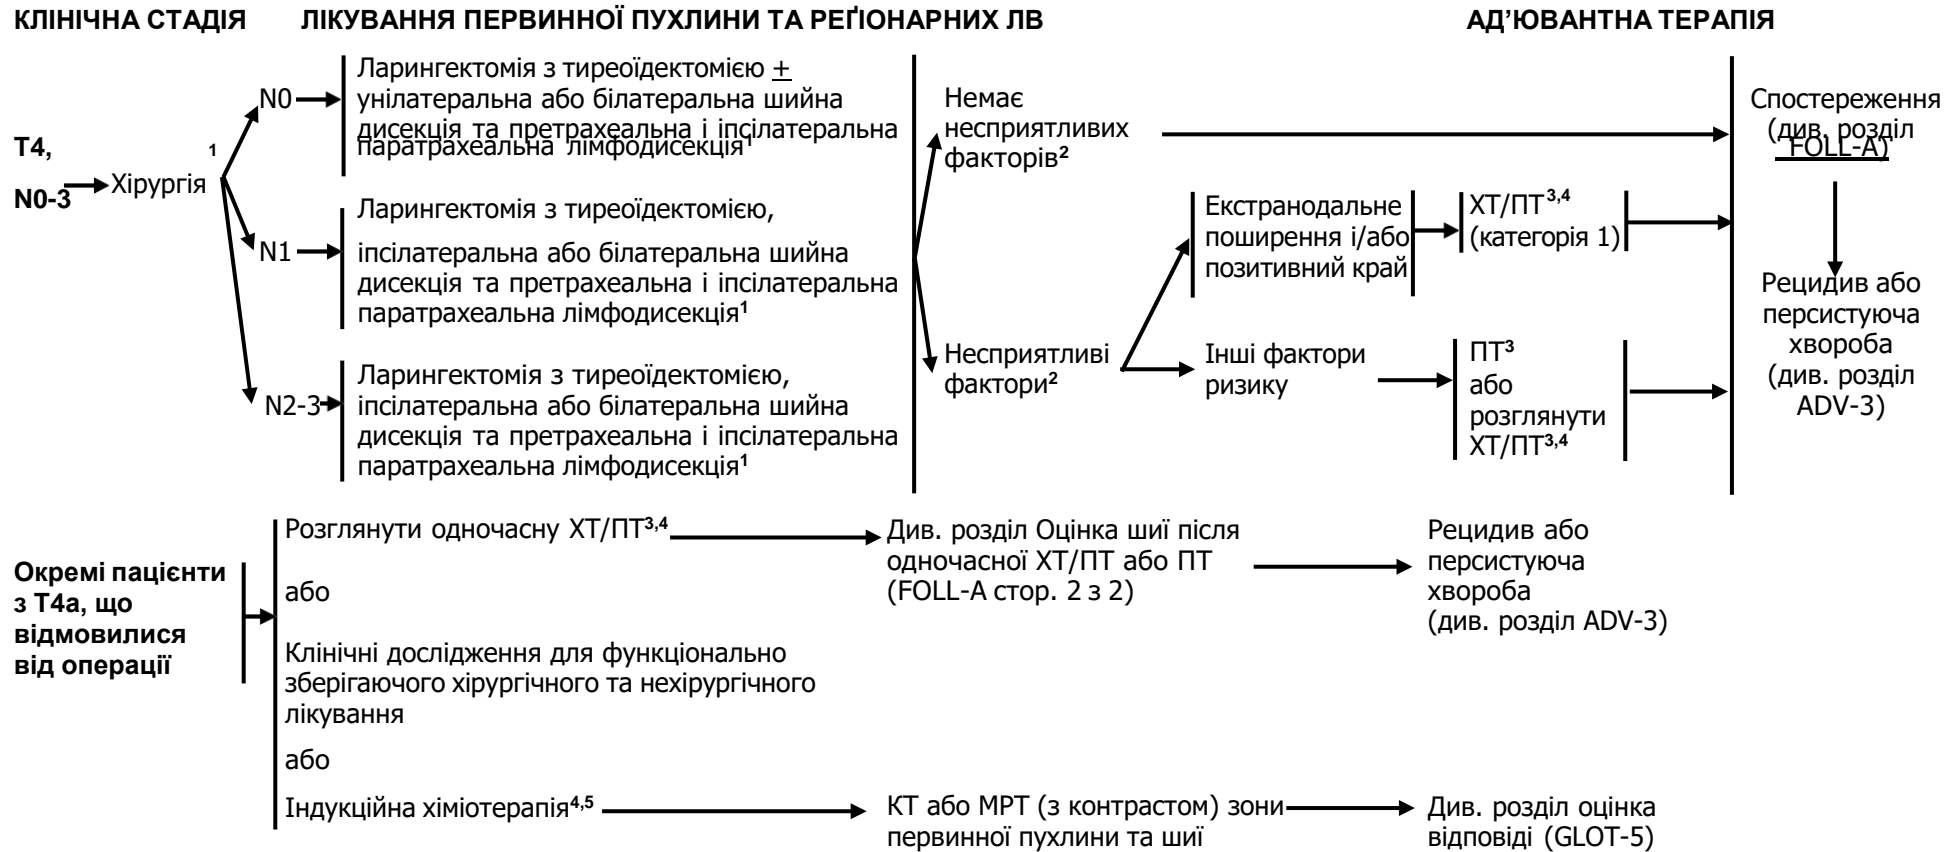 КЛІНІЧНА СТАДІЯ
ЛІКУВАННЯ ПЕРВИННОЇ ПУХЛИНИ ТА РЕҐІОНАРНИХ ЛВ
АД’ЮВАНТНА ТЕРАПІЯ
T4,
N0-3
Хірургія
1
N0
Ларингектомія з тиреоїдектомією +
унілатеральна або білатеральна шийна
дисекція та претрахеальна і іпсілатеральна
паратрахеальна лімфодисекція¹
N1
Ларингектомія з тиреоїдектомією,
іпсілатеральна або білатеральна шийна
дисекція та претрахеальна і іпсілатеральна
паратрахеальна лімфодисекція¹
N2-3
Ларингектомія з тиреоїдектомією,
іпсілатеральна або білатеральна шийна
дисекція та претрахеальна і іпсілатеральна
паратрахеальна лімфодисекція¹
Немає
несприятливих
факторів²
Несприятливі
фактори²
Екстранодальне
поширення і/або
позитивний край
ХТ/ПТ³,⁴
(категорія 1)
Інші фактори
ризику
ПТ³
або
розглянути
ХТ/ПТ³,⁴
Спостереження
(див. розділ
FOLL-A)
Рецидив або
персистуюча
хвороба
(див. розділ
ADV-3)
Окремі пацієнти
з T4a, що
відмовилися
від операції
Розглянути одночасну ХТ/ПТ³,⁴
або
Клінічні дослідження для функціонально
зберігаючого хірургічного та нехірургічного
лікування
або
Індукційна хіміотерапія⁴,⁵
Див. розділ Оцінка шиї після
одночасної ХТ/ПТ або ПТ
(FOLL-A стор. 2 з 2)
Рецидив або
персистуюча
хвороба
(див. розділ ADV-3)
КТ або МРТ (з контрастом) зони
первинної пухлини та шиї
Див. розділ оцінка
відповіді (GLOT-5)